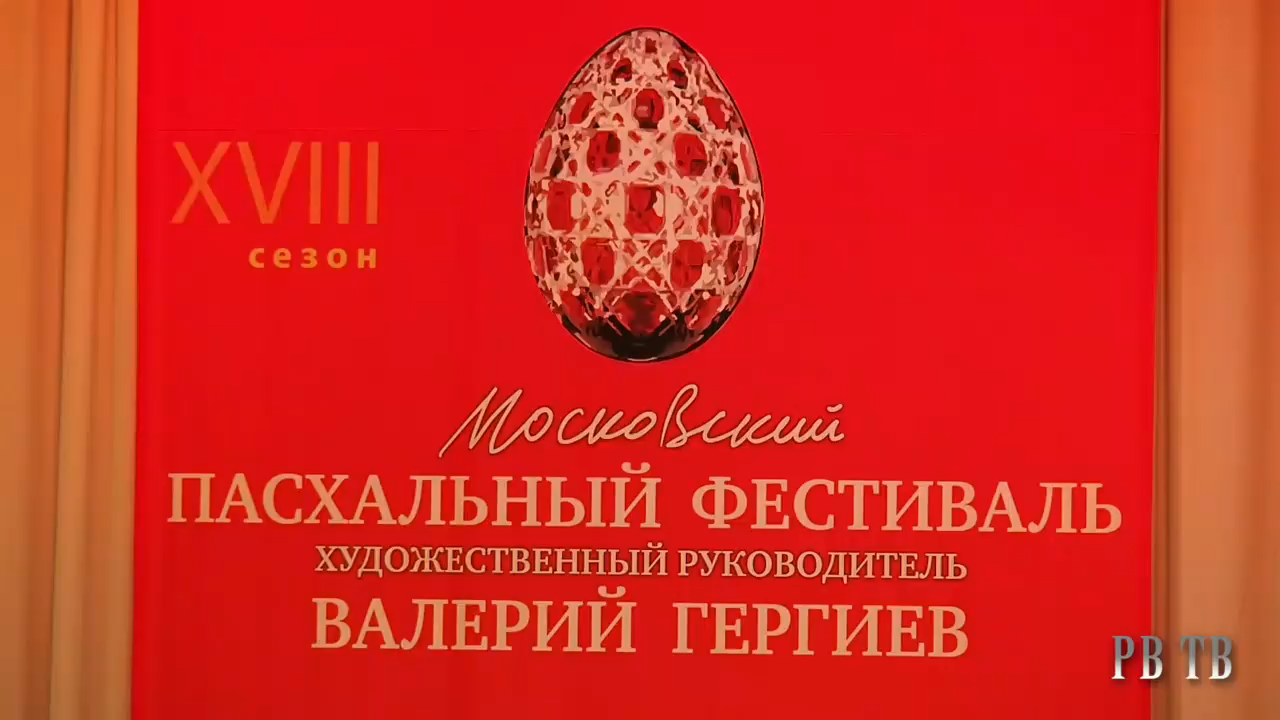 XVIII
сезон
Московский
ПАСХАЛЬНЫЙ ФЕСТИВАЛЬ
ХУДОЖЕСТВЕННЫЙ РУКОВОДИТЕЛЬ
ВАЛЕРИЙ ГЕРГИЕВ
РВ ТВ